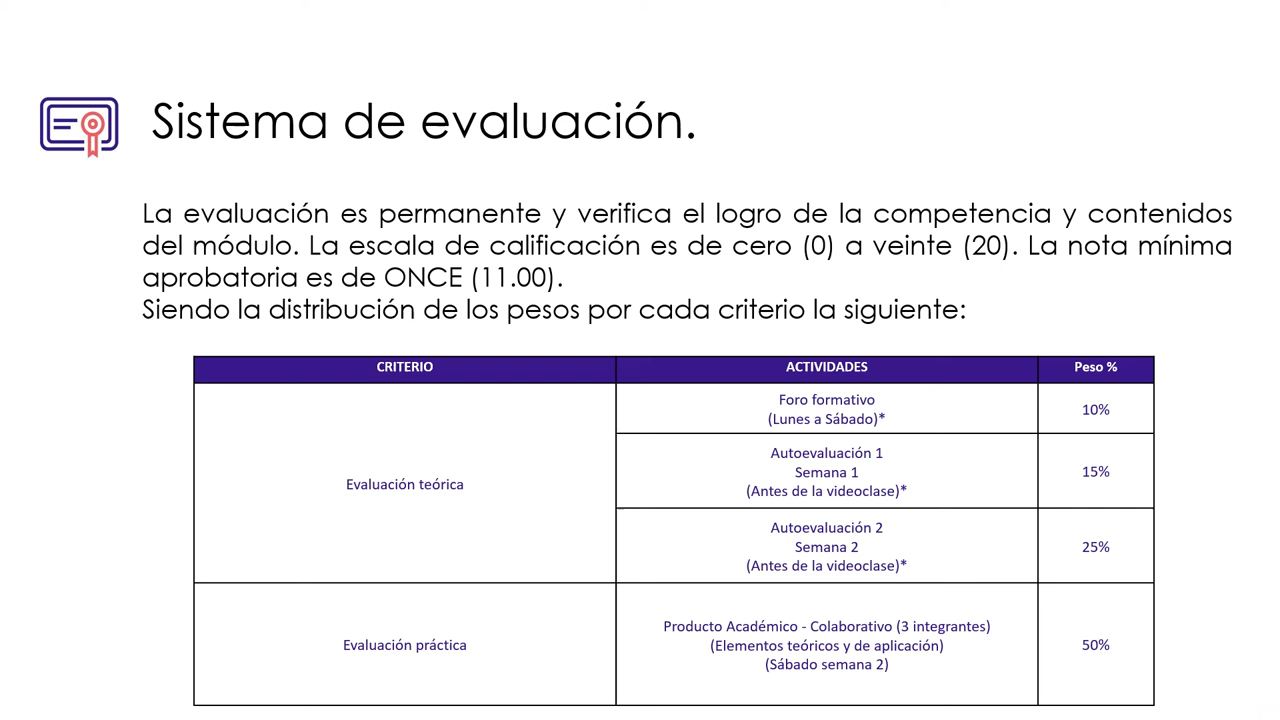 Sistema de evaluación.
La evaluación es permanente y verifica el logro de la competencia y contenidos
del módulo. La escala de calificación es de cero (0) a veinte (20). La nota mínima
aprobatoria es de ONCE (11.00).
Siendo la distribución de los pesos por cada criterio la siguiente:
CRITERIO ACTIVIDADES Peso %
Evaluación teórica
Foro formativo
(Lunes a Sábado)*
10%
Autoevaluación 1
Semana 1
(Antes de la videoclase)*
15%
Autoevaluación 2
Semana 2
(Antes de la videoclase)*
25%
Evaluación práctica
Producto Académico - Colaborativo (3 integrantes)
(Elementos teóricos y de aplicación)
(Sábado semana 2)
50%